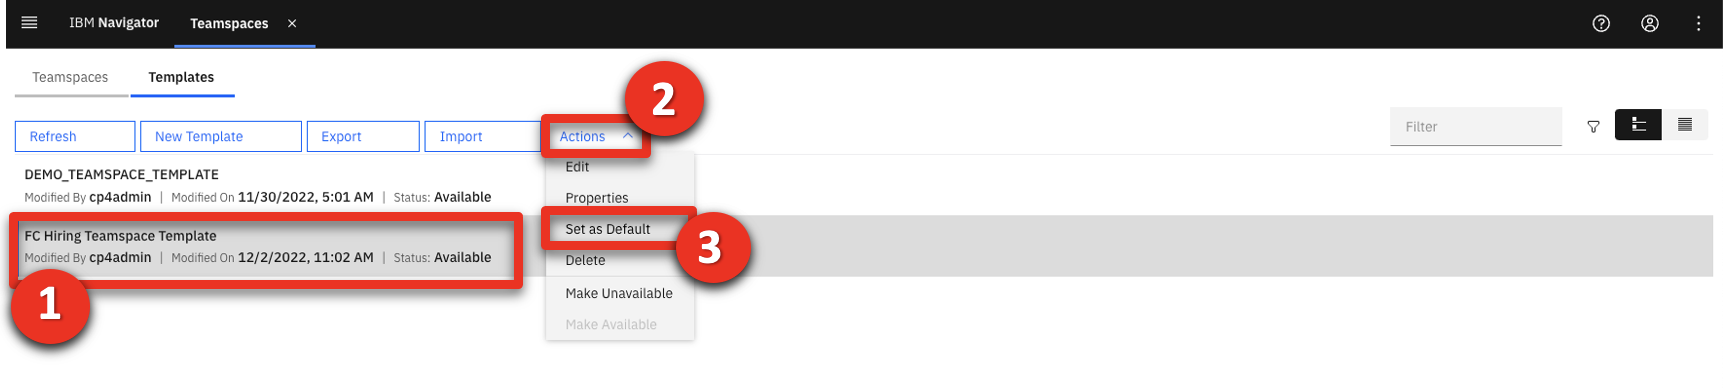 IBM Navigator
Teamspaces
Teamspaces
Templates
2
Refresh
New Template
Export
Import
Actions
Filter
Edit
DEMO_TEAMSPACE_TEMPLATE
Modified By cp4admin | Modified On 11/30/2022, 5:01 AM | Status: Available
Properties
FC Hiring Teamspace Template
Set as Default
3
Modified By cp4admin | Modified On 12/2/2022, 11:02 AM | Status: Available
Delete
1
Make Unavailable
Make Available